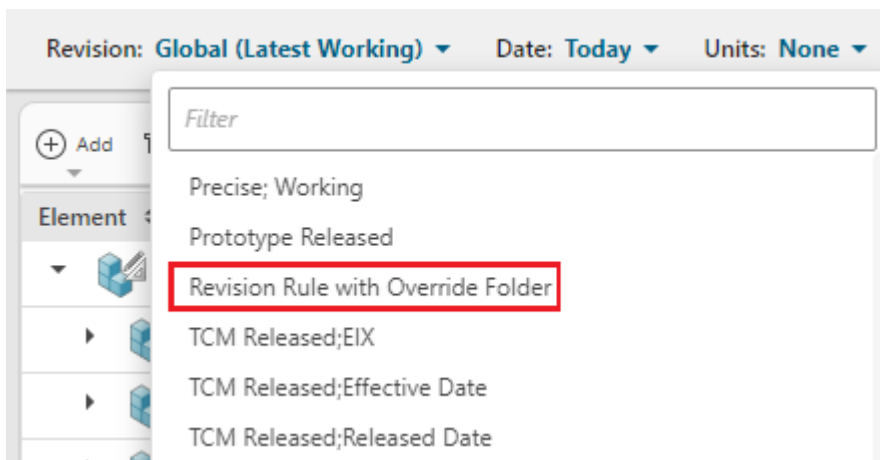 Revision: Global (Latest Working) Date: Today Units: None
Filter
Add
Precise; Working
Element
Prototype Released
Revision Rule with Override Folder
TCM Released;EIX
TCM Released;Effective Date
TCM Released;Released Date